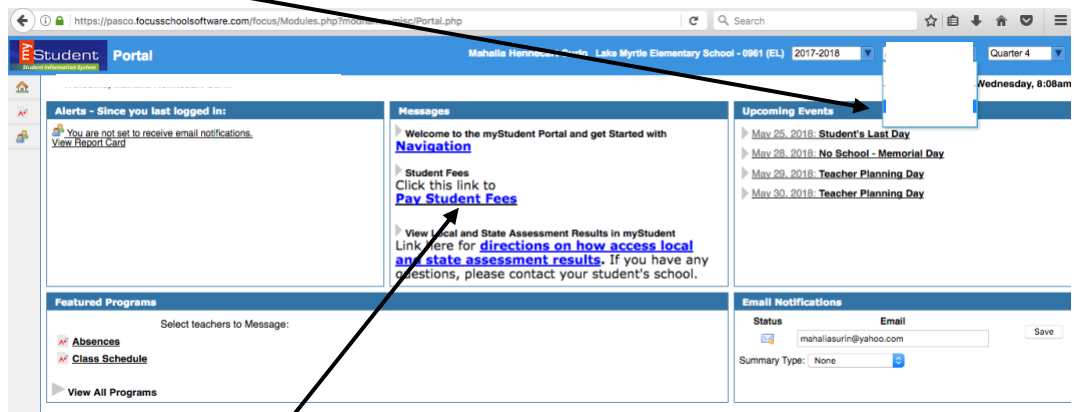 https://pasco.focusschoolsoftware.com/focus/Modules.php?modname=misc/Portal.php
Search
myStudent
Student Information System
Portal
Mahalia Lake Myrtle Elementary School - 0961 (EL) 2017-2018 Quarter 4
Wednesday, 8:08am
Alerts - Since you last logged in:
You are not set to receive email notifications.
View Report Card
Messages
Welcome to the myStudent Portal and get Started with
Navigation
Student Fees
Click this link to
Pay Student Fees
View Local and State Assessment Results in myStudent
Link Here for directions on how access local
and state assessment results. If you have any
questions, please contact your student's school.
Upcoming Events
May 25, 2018: Student's Last Day
May 28, 2018: No School - Memorial Day
May 29, 2018: Teacher Planning Day
May 30, 2018: Teacher Planning Day
Featured Programs
Select teachers to Message:
Absences
Class Schedule
View All Programs
Email Notifications
Status Email
mahaliasurin@yahoo.com Save
Summary Type: None